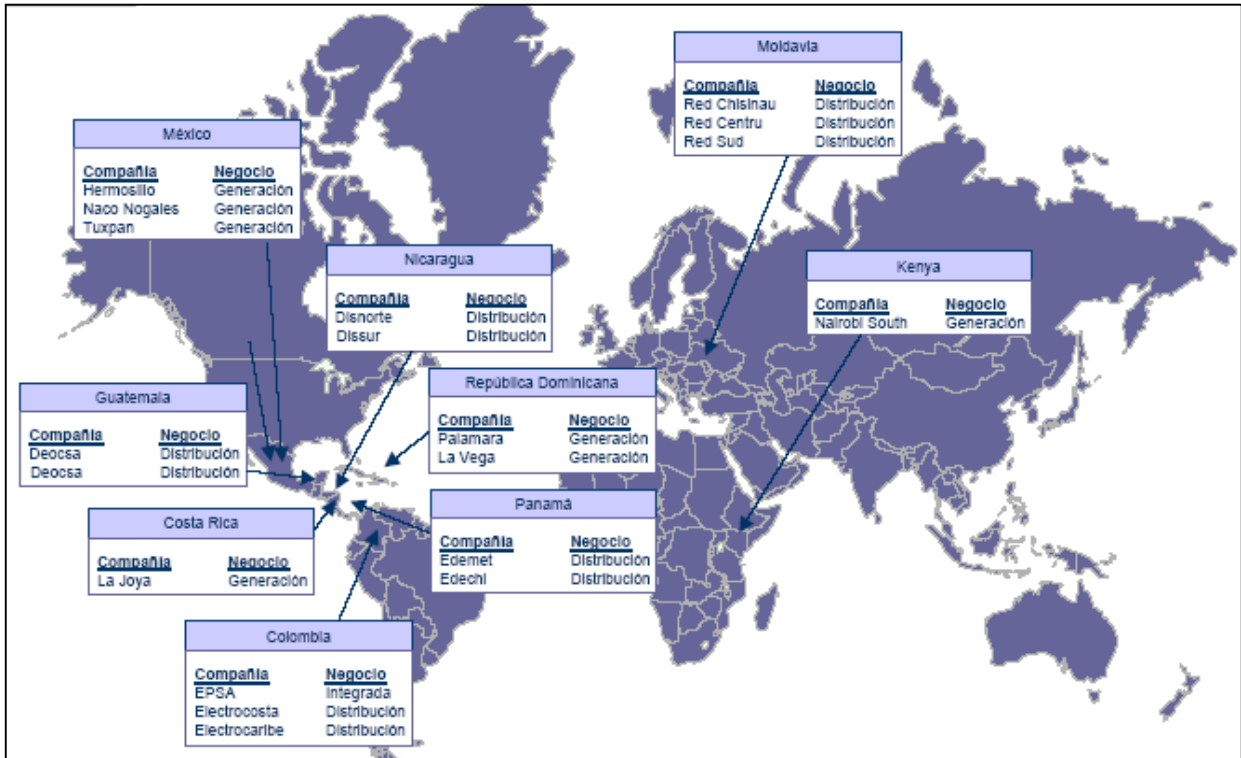 Moldavia
Compañía Negocio
Red Chisinau Distribución
Red Centru Distribución
Red Sud Distribución
México
Compañía Negocio
Hermosillo Generación
Naco Nogales Generación
Tuxpan Generación
Nicaragua
Compañía Negocio
Disnorte Distribución
Dissur Distribución
Kenya
Compañía Negocio
Nairobi South Generación
República Dominicana
Compañía Negocio
Palamara Generación
La Vega Generación
Guatemala
Compañía Negocio
Deocsa Distribución
Deocsa Distribución
Panamá
Compañía Negocio
Edemet Distribución
Edechi Distribución
Costa Rica
Compañía Negocio
La Joya Generación
Colombia
Compañía Negocio
EPSA Integrada
Electrocosta Distribución
Electrocaribe Distribución